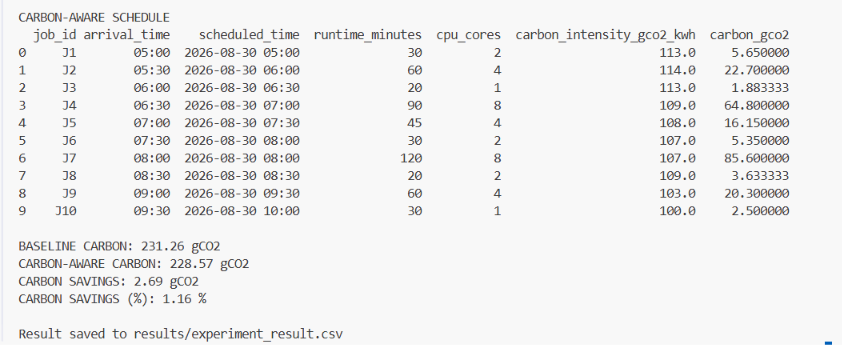 CARBON-AWARE SCHEDULE
job_id arrival_time scheduled_time runtime_minutes cpu_cores carbon_intensity_gco2_kwh carbon_gco2
0 J1 05:00 2026-08-30 05:00 30 2 113.0 5.650000
1 J2 05:30 2026-08-30 06:00 60 4 114.0 22.700000
2 J3 06:00 2026-08-30 06:30 20 1 113.0 1.883333
3 J4 06:30 2026-08-30 07:00 90 8 109.0 64.800000
4 J5 07:00 2026-08-30 07:30 45 4 108.0 16.150000
5 J6 07:30 2026-08-30 08:00 30 2 107.0 5.350000
6 J7 08:00 2026-08-30 08:00 120 8 107.0 85.600000
7 J8 08:30 2026-08-30 08:30 20 2 109.0 3.633333
8 J9 09:00 2026-08-30 09:30 60 4 103.0 20.300000
9 J10 09:30 2026-08-30 10:00 30 1 100.0 2.500000
BASELINE CARBON: 231.26 gCO2
CARBON-AWARE CARBON: 228.57 gCO2
CARBON SAVINGS: 2.69 gCO2
CARBON SAVINGS (%): 1.16 %
Result saved to results/experiment_result.csv